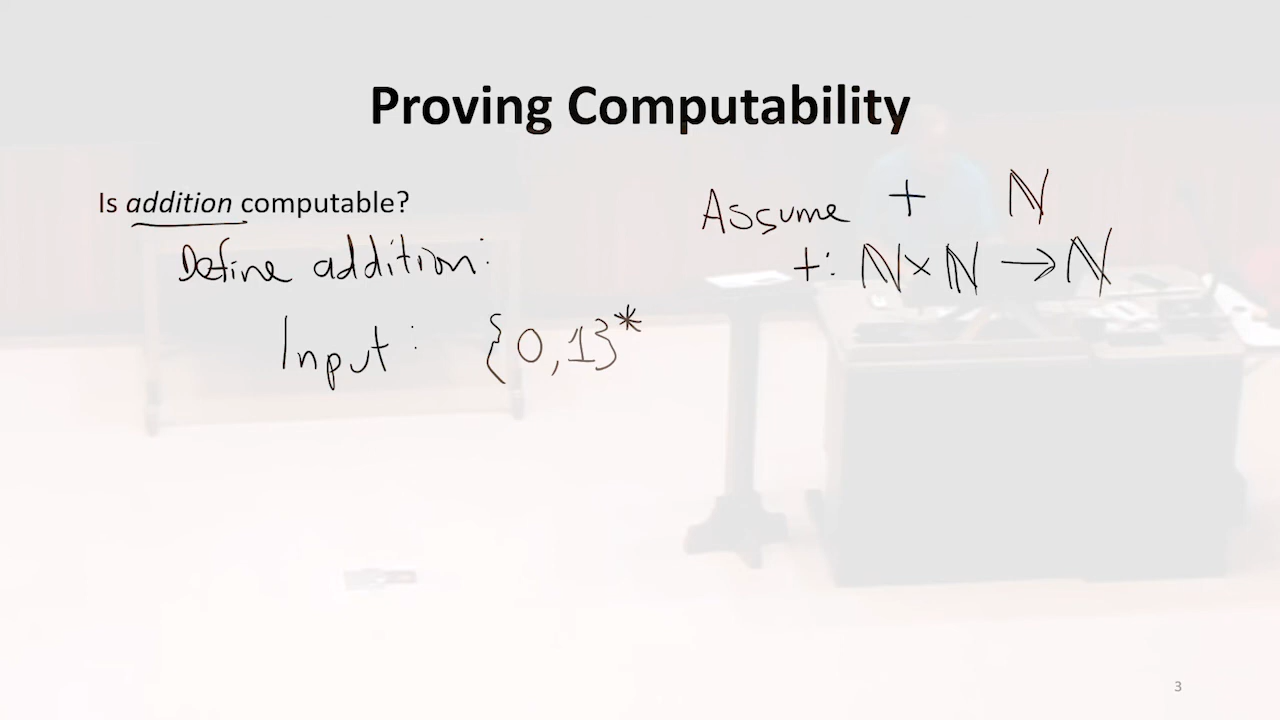 Proving Computability
Is addition computable?
Define addition:
Input: {0,1}*
Assume + ℕ
+: ℕ × ℕ → ℕ
3